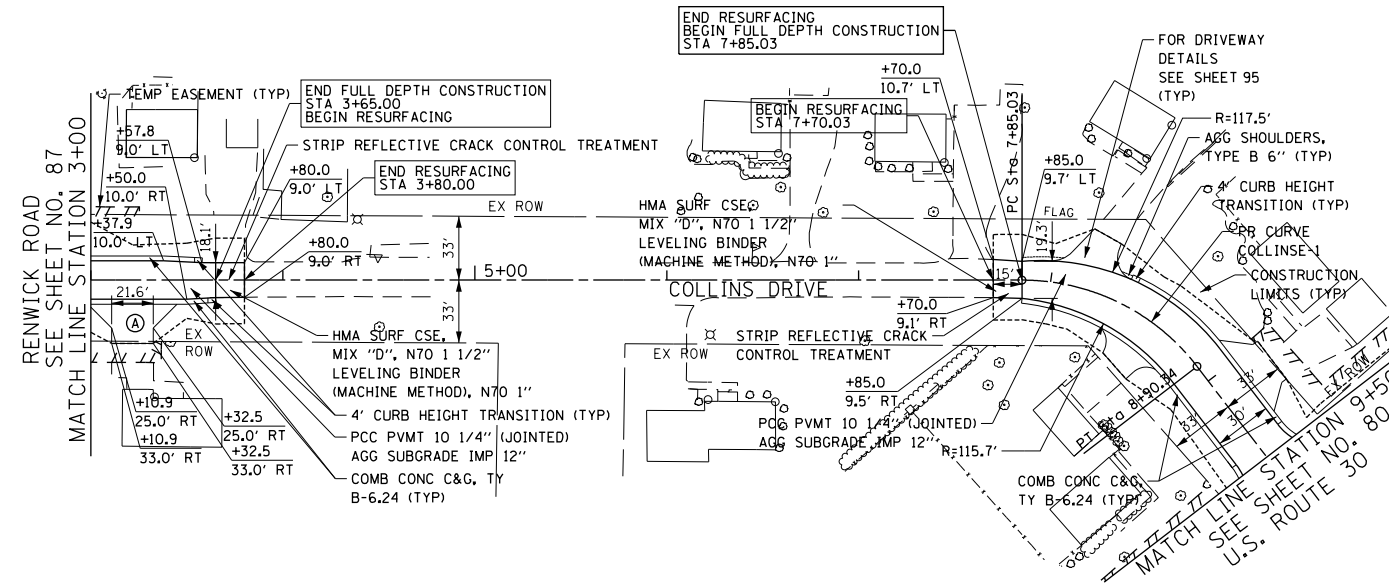 END RESURFACING
BEGIN FULL DEPTH CONSTRUCTION
STA 7+85.03
FOR DRIVEWAY
DETAILS
SEE SHEET 95
(TYP)
+70.0
10.7' LT
TEMP EASEMENT (TYP)
END FULL DEPTH CONSTRUCTION
STA 3+65.00
BEGIN RESURFACING
BEGIN RESURFACING
STA 7+70.03
PC Sta 7+85.03
R=117.5'
AGG SHOULDERS,
TYPE B 6" (TYP)
RENWICK ROAD
SEE SHEET NO. 87
MATCH LINE STATION 3+00
+57.8
9.0' LT
STRIP REFLECTIVE CRACK CONTROL TREATMENT
+50.0
10.0' RT
+80.0
9.0' LT
END RESURFACING
STA 3+80.00
+85.0
9.7' LT
4' CURB HEIGHT
TRANSITION (TYP)
+37.9
10.0' LT
18.1'
EX ROW
33'
+80.0
9.0' RT
HMA SURF CSE,
MIX "D", N70 1 1/2"
LEVELING BINDER
(MACHINE METHOD), N70 1"
FLAG
19.3'
PR CURVE
COLLINSE-1
CONSTRUCTION
LIMITS (TYP)
5+00
COLLINS DRIVE
15'
21.6'
A
33'
+70.0
9.1' RT
EX
ROW
HMA SURF CSE,
MIX "D", N70 1 1/2"
LEVELING BINDER
(MACHINE METHOD), N70 1"
EX ROW
STRIP REFLECTIVE CRACK
CONTROL TREATMENT
+85.0
9.5' RT
+10.9
25.0' RT
+32.5
25.0' RT
+10.9
33.0' RT
+32.5
33.0' RT
4' CURB HEIGHT TRANSITION (TYP)
PCC PVMT 10 1/4" (JOINTED)
AGG SUBGRADE IMP 12"
COMB CONC C&G, TY
B-6.24 (TYP)
PCC PVMT 10 1/4" (JOINTED)
AGG SUBGRADE IMP 12"
R=115.7'
PT Sta 8+90.54
33'
33'
30'
EX ROW
COMB CONC C&G,
TY B-6.24 (TYP)
MATCH LINE STATION 9+50
SEE SHEET NO. 80
U.S. ROUTE 30